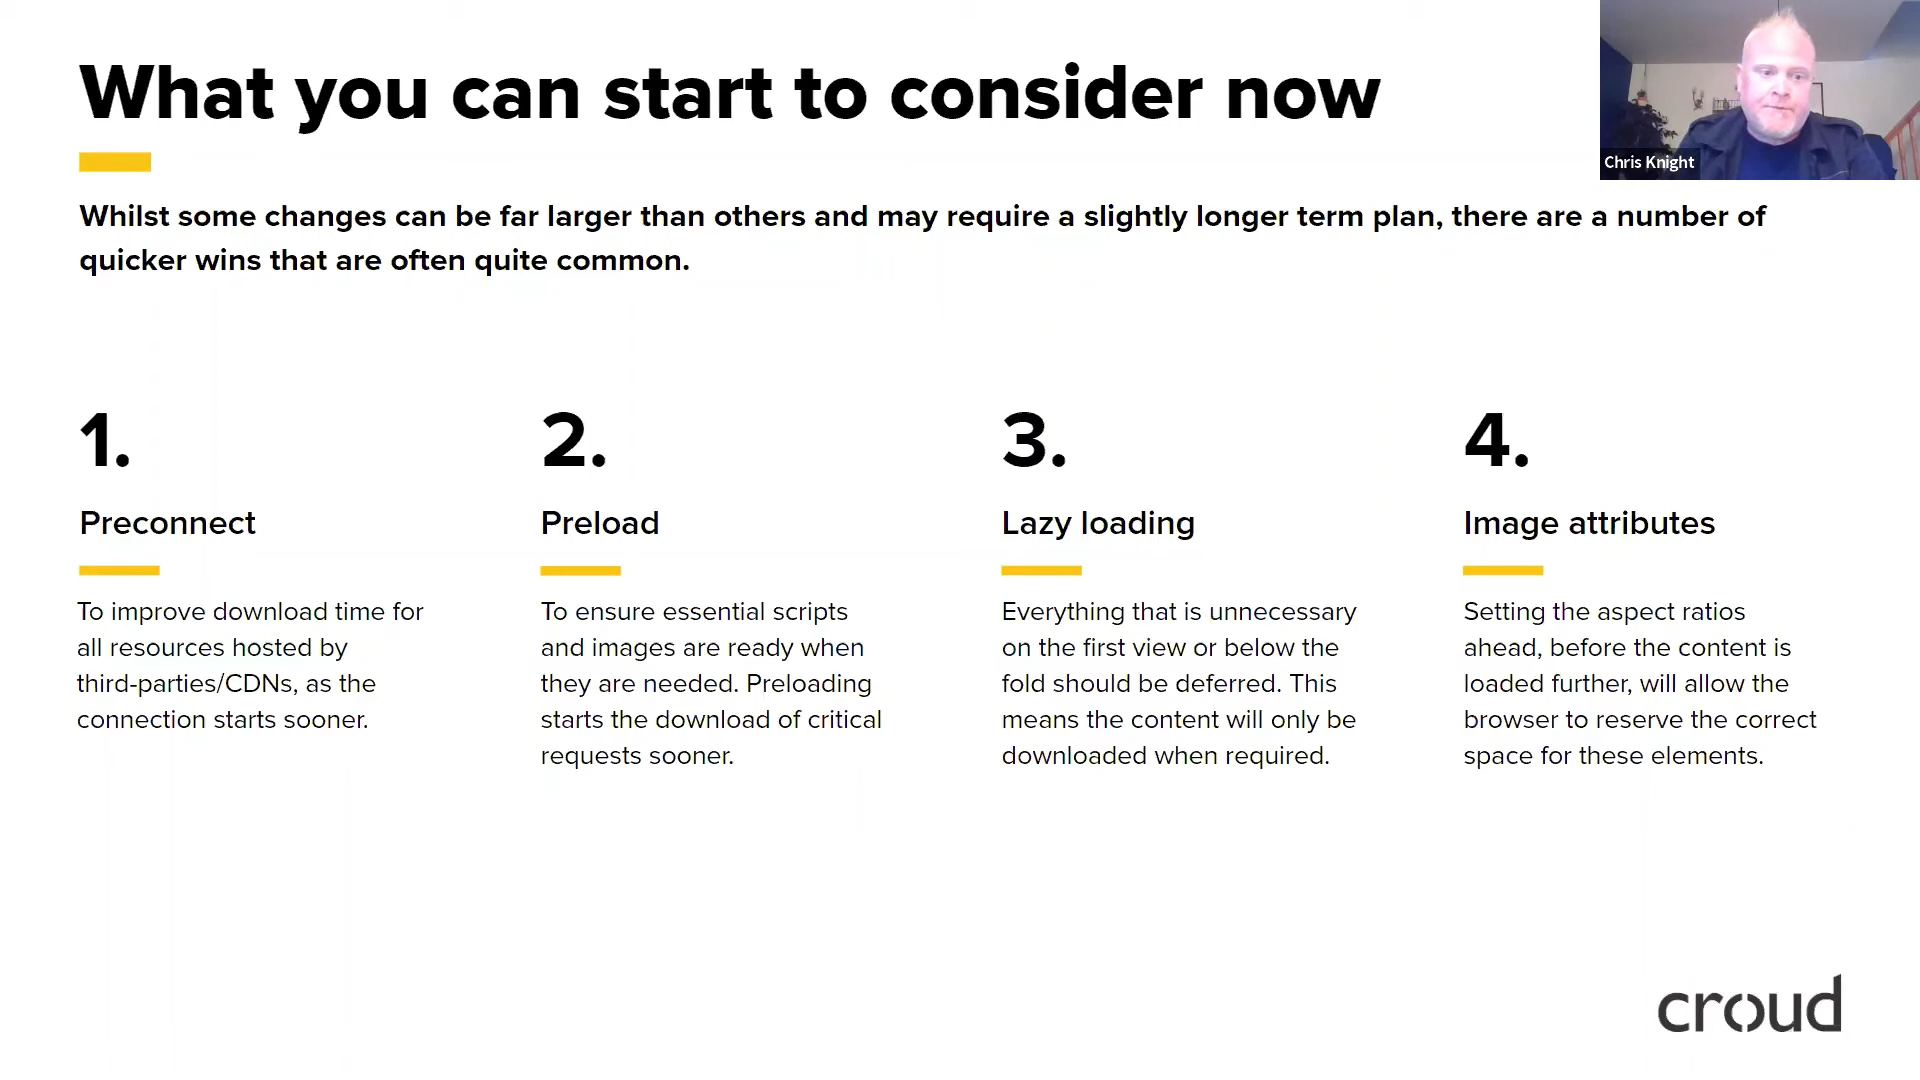 What you can start to consider now
Chris Knight
Whilst some changes can be far larger than others and may require a slightly longer term plan, there are a number of
quicker wins that are often quite common.
1.
Preconnect
To improve download time for
all resources hosted by
third-parties/CDNs, as the
connection starts sooner.
2.
Preload
To ensure essential scripts
and images are ready when
they are needed. Preloading
starts the download of critical
requests sooner.
3.
Lazy loading
Everything that is unnecessary
on the first view or below the
fold should be deferred. This
means the content will only be
downloaded when required.
4.
Image attributes
Setting the aspect ratios
ahead, before the content is
loaded further, will allow the
browser to reserve the correct
space for these elements.
croud